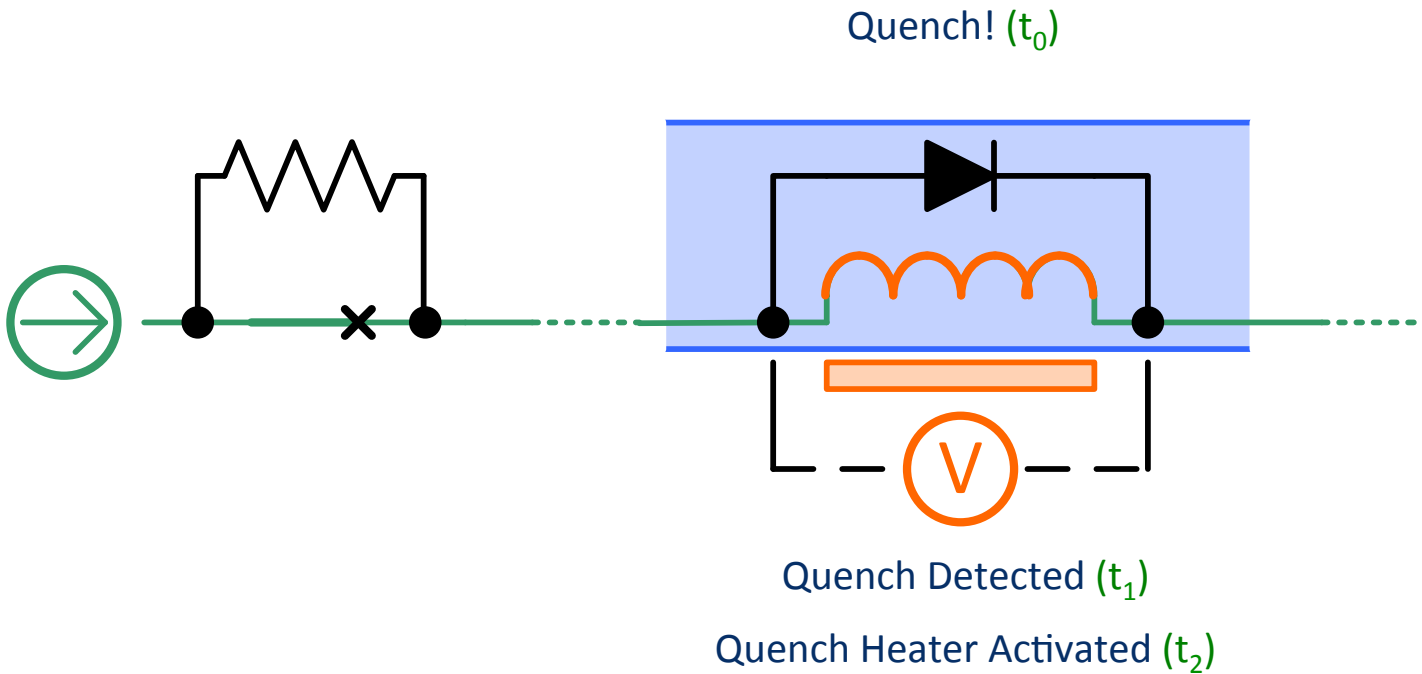 Quench! (t₀)
V
Quench Detected (t₁)
Quench Heater Activated (t₂)